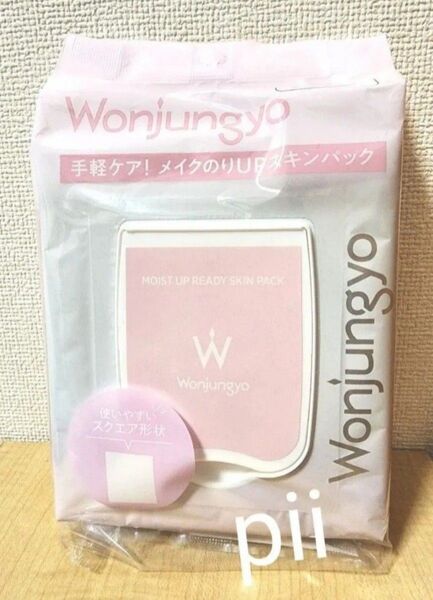 Wonjungyo
手軽ケア! メイクのりUPスキンパック
MOIST UP READY SKIN PACK
W
Wonjungyo
Wonjungyo
使いやすい
スクエア形状
pii